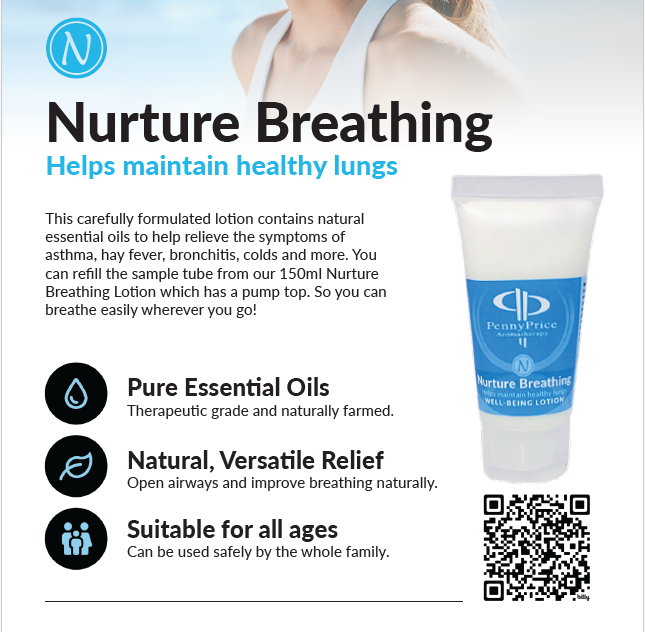 N
Nurture Breathing
Helps maintain healthy lungs
This carefully formulated lotion contains natural
essential oils to help relieve the symptoms of
asthma, hay fever, bronchitis, colds and more. You
can refill the sample tube from our 150ml Nurture
Breathing Lotion which has a pump top. So you can
breathe easily wherever you go!
PennyPrice
Aromatherapy
N
Nurture Breathing
Helps maintain healthy lungs
WELL-BEING LOTION
Pure Essential Oils
Therapeutic grade and naturally farmed.
Natural, Versatile Relief
Open airways and improve breathing naturally.
Suitable for all ages
Can be used safely by the whole family.
bitly